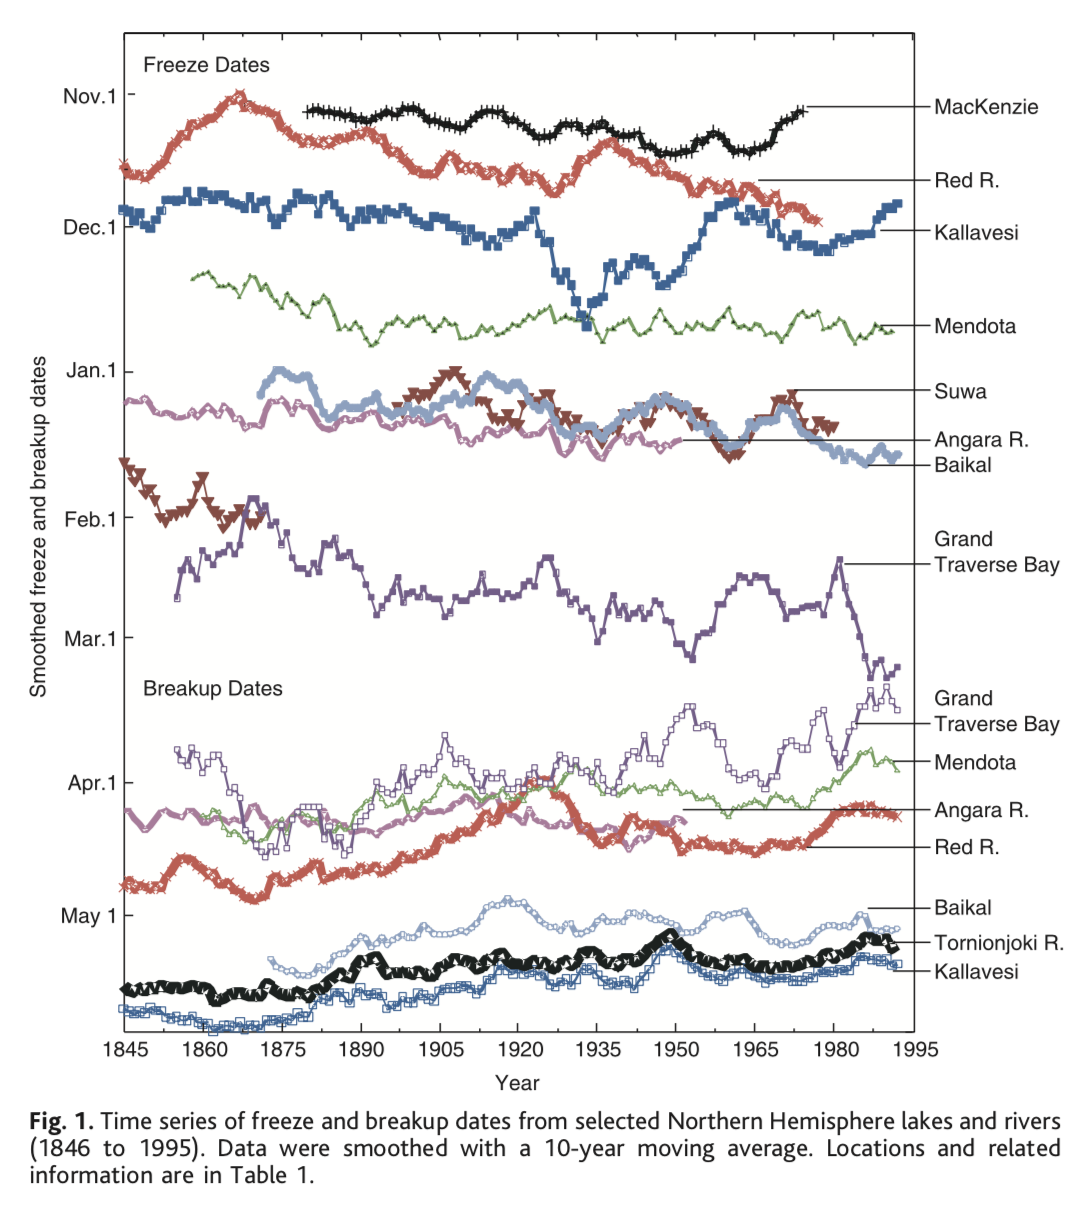 Freeze Dates
Nov.1
MacKenzie
Red R.
Dec.1
Kallavesi
Mendota
Jan.1
Suwa
Angara R.
Baikal
Feb.1
Grand
Traverse Bay
Mar.1
Smoothed freeze and breakup dates
Breakup Dates
Grand
Traverse Bay
Mendota
Apr.1
Angara R.
Red R.
Baikal
May 1
Tornionjoki R.
Kallavesi
1845 1860 1875 1890 1905 1920 1935 1950 1965 1980 1995
Year
Fig. 1. Time series of freeze and breakup dates from selected Northern Hemisphere lakes and rivers
(1846 to 1995). Data were smoothed with a 10-year moving average. Locations and related
information are in Table 1.